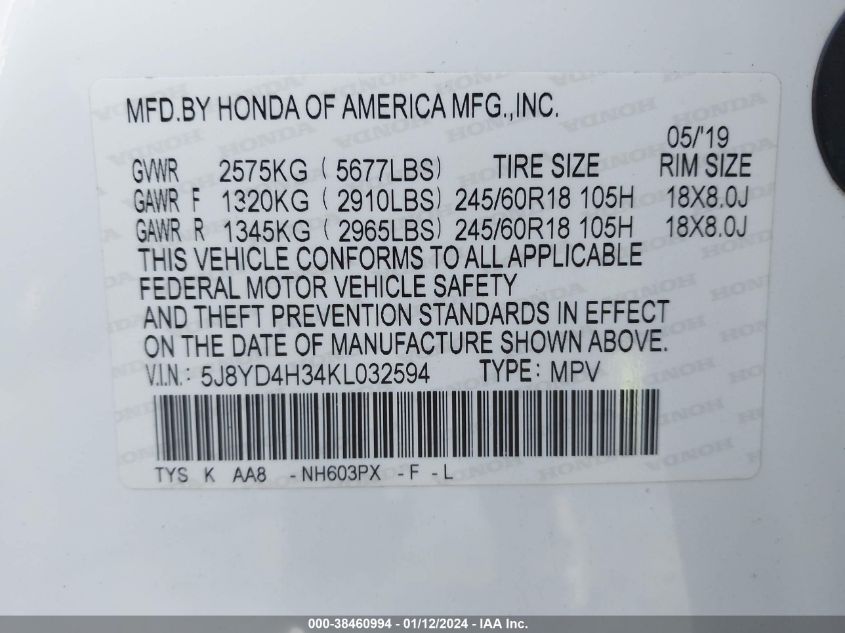 MFD.BY HONDA OF AMERICA MFG.,INC.
05/'19
GVWR 2575KG ( 5677LBS) TIRE SIZE RIM SIZE
GAWR F 1320KG ( 2910LBS) 245/60R18 105H 18X8.0J
GAWR R 1345KG ( 2965LBS) 245/60R18 105H 18X8.0J
THIS VEHICLE CONFORMS TO ALL APPLICABLE
FEDERAL MOTOR VEHICLE SAFETY
AND THEFT PREVENTION STANDARDS IN EFFECT
ON THE DATE OF MANUFACTURE SHOWN ABOVE.
V.I.N.: 5J8YD4H34KL032594 TYPE: MPV
TYS K AA8 -NH603PX -F -L
000-38460994 - 01/12/2024 - IAA Inc.